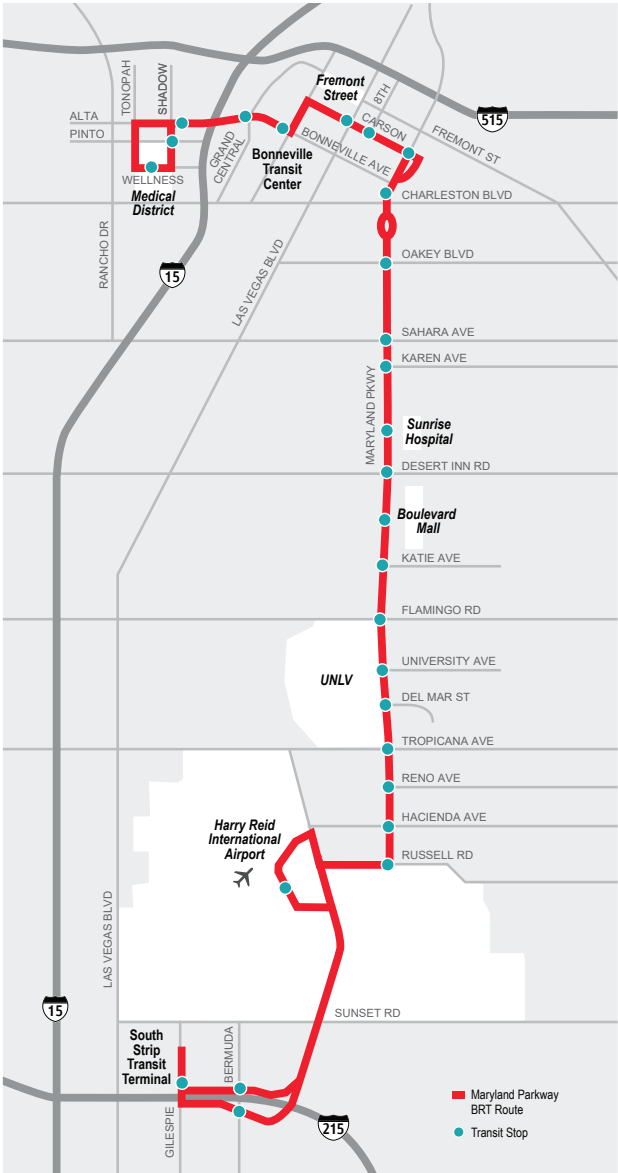 TONOPAH
SHADOW
ALTA
PINTO
WELLNESS
Medical
District
RANCHO DR
GRAND
CENTRAL
Bonneville
Transit
Center
BONNEVILLE AVE
Fremont
Street
8TH
CARSON
FREMONT ST
515
CHARLESTON BLVD
15
LAS VEGAS BLVD
OAKEY BLVD
SAHARA AVE
KAREN AVE
MARYLAND PKWY
Sunrise
Hospital
DESERT INN RD
Boulevard
Mall
KATIE AVE
FLAMINGO RD
UNIVERSITY AVE
UNLV
DEL MAR ST
TROPICANA AVE
RENO AVE
HACIENDA AVE
Harry Reid
International
Airport
RUSSELL RD
LAS VEGAS BLVD
15
SUNSET RD
South
Strip
Transit
Terminal
BERMUDA
GILESPIE
215
Maryland Parkway
BRT Route
Transit Stop